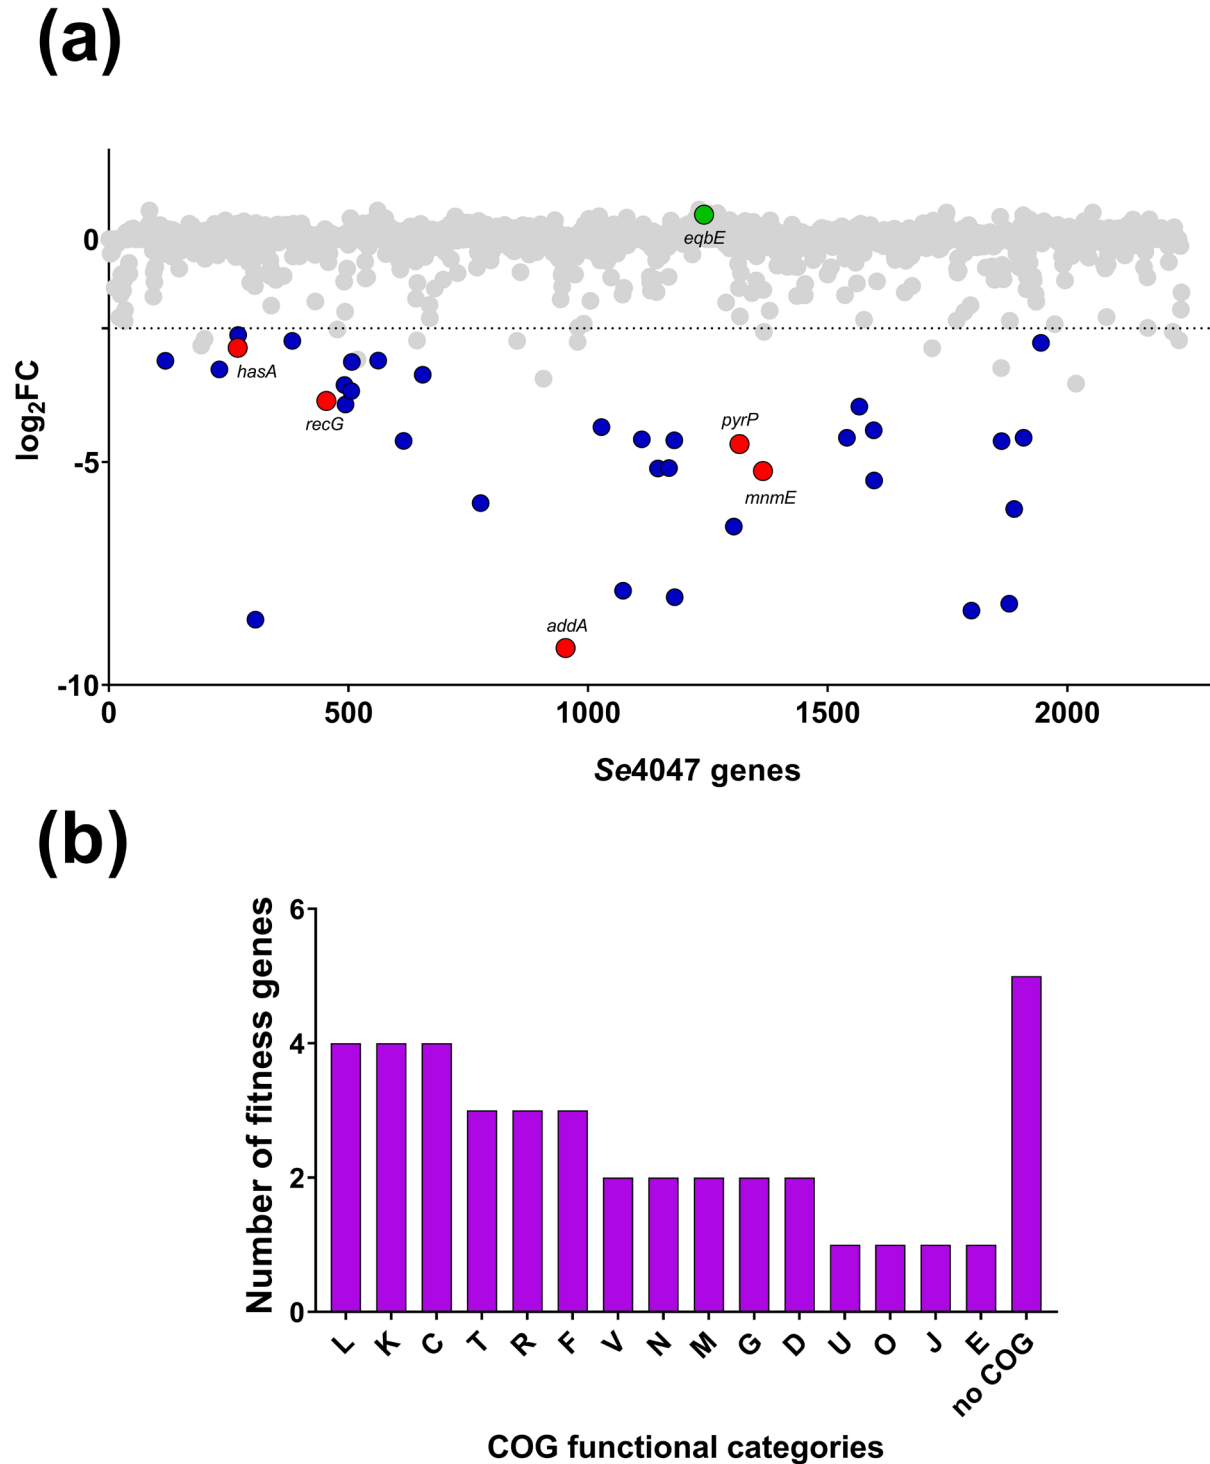 (a)
0
-5
-10
log2FC
eqbE
hasA
recG
pyrP
mnmE
addA
0 500 1000 1500 2000
Se4047 genes
(b)
6
4
2
0
Number of fitness genes
L K C T R F V N M G D U O J E no COG
COG functional categories